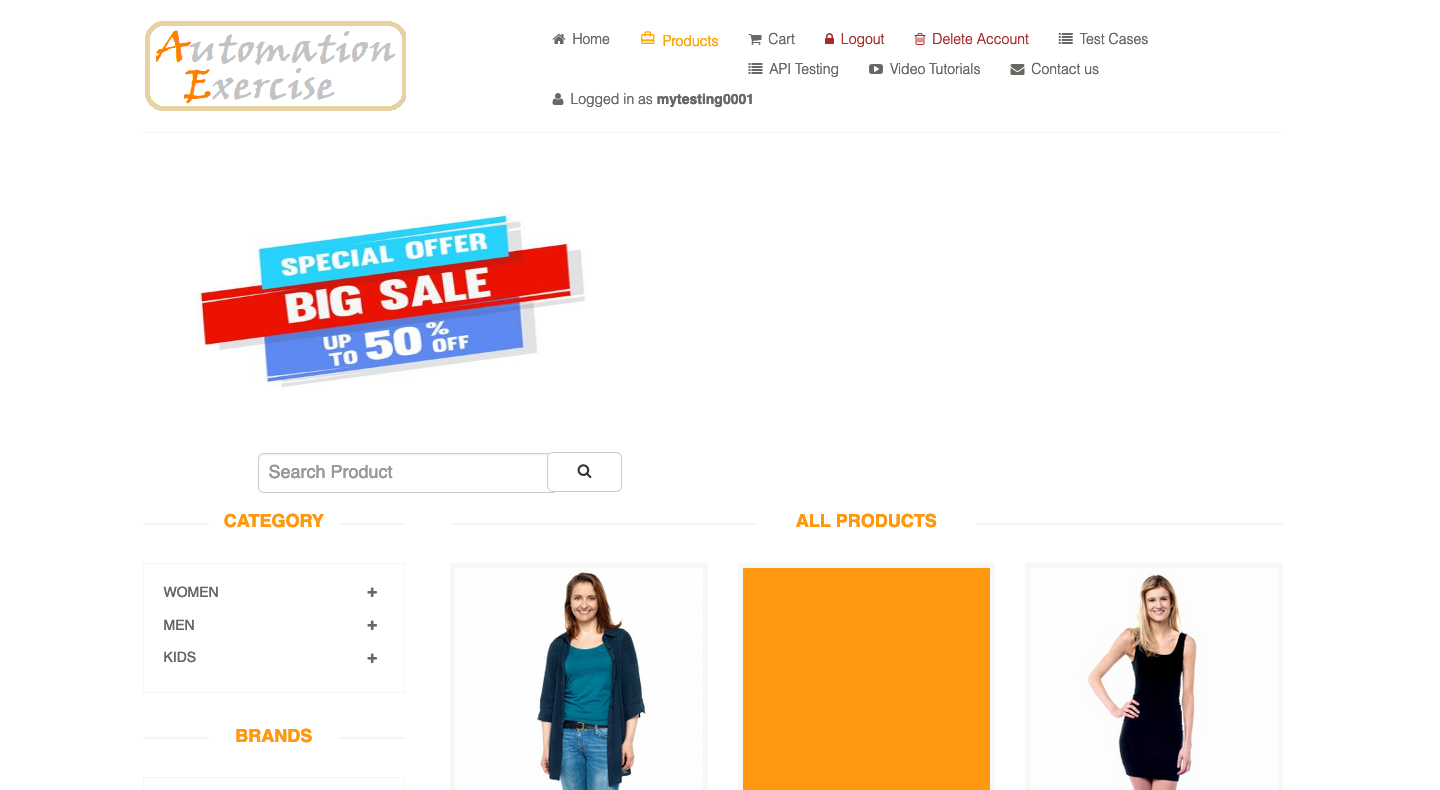 Automation
Exercise
Home Products Cart Logout Delete Account Test Cases
API Testing Video Tutorials Contact us
Logged in as mytesting0001
SPECIAL OFFER
BIG SALE
UP TO 50% OFF
Search Product
CATEGORY
ALL PRODUCTS
WOMEN
MEN
KIDS
BRANDS